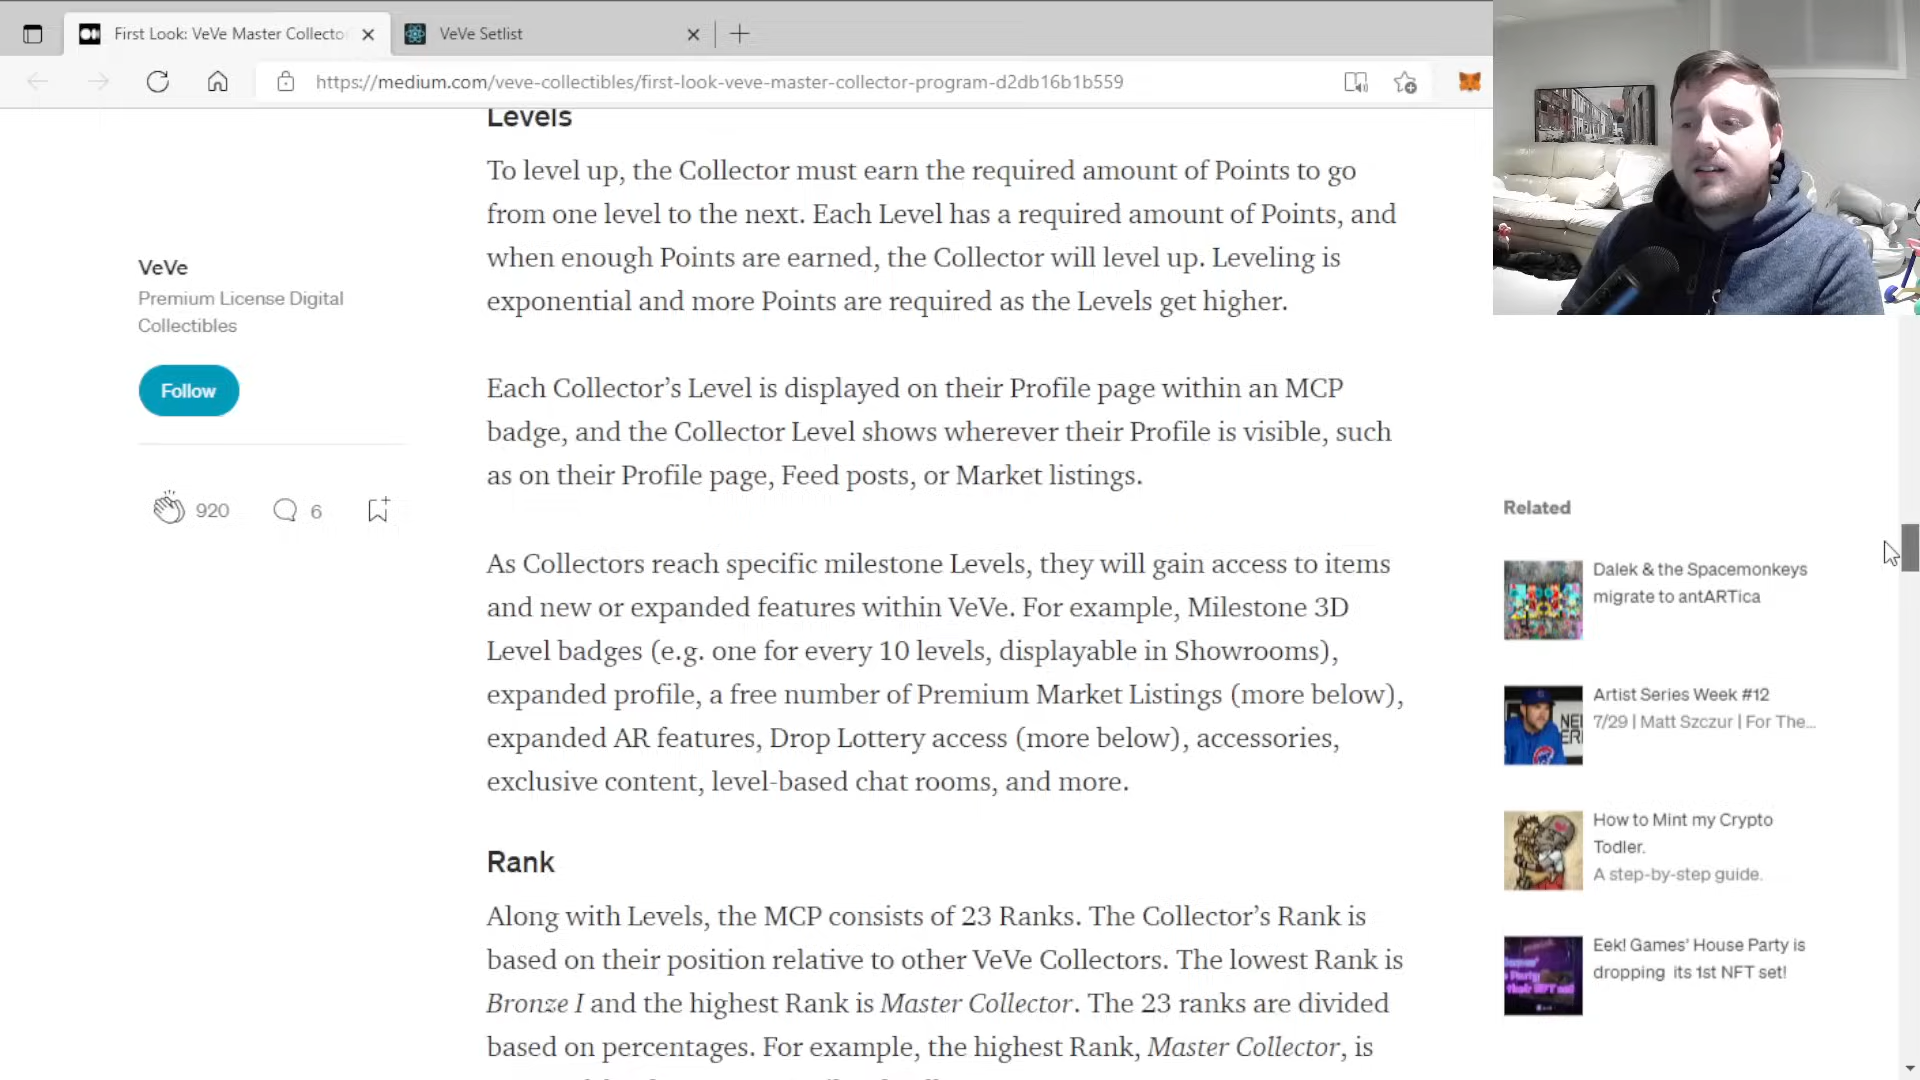 First Look: VeVe Master Collecto
VeVe Setlist
https://medium.com/veve-collectibles/first-look-veve-master-collector-program-d2db16b1b559
Levels
To level up, the Collector must earn the required amount of Points to go
from one level to the next. Each Level has a required amount of Points, and
when enough Points are earned, the Collector will level up. Leveling is
exponential and more Points are required as the Levels get higher.
Each Collector's Level is displayed on their Profile page within an MCP
badge, and the Collector Level shows wherever their Profile is visible, such
as on their Profile page, Feed posts, or Market listings.
As Collectors reach specific milestone Levels, they will gain access to items
and new or expanded features within VeVe. For example, Milestone 3D
Level badges (e.g. one for every 10 levels, displayable in Showrooms),
expanded profile, a free number of Premium Market Listings (more below),
expanded AR features, Drop Lottery access (more below), accessories,
exclusive content, level-based chat rooms, and more.
Rank
Along with Levels, the MCP consists of 23 Ranks. The Collector's Rank is
based on their position relative to other VeVe Collectors. The lowest Rank is
Bronze I and the highest Rank is Master Collector. The 23 ranks are divided
based on percentages. For example, the highest Rank, Master Collector, is
VeVe
Premium License Digital
Collectibles
Follow
920
6
Related
Dalek & the Spacemonkeys
migrate to antARTica
Artist Series Week #12
7/29 | Matt Szczur | For The...
How to Mint my Crypto
Todler.
A step-by-step guide.
Eek! Games' House Party is
dropping its 1st NFT set!